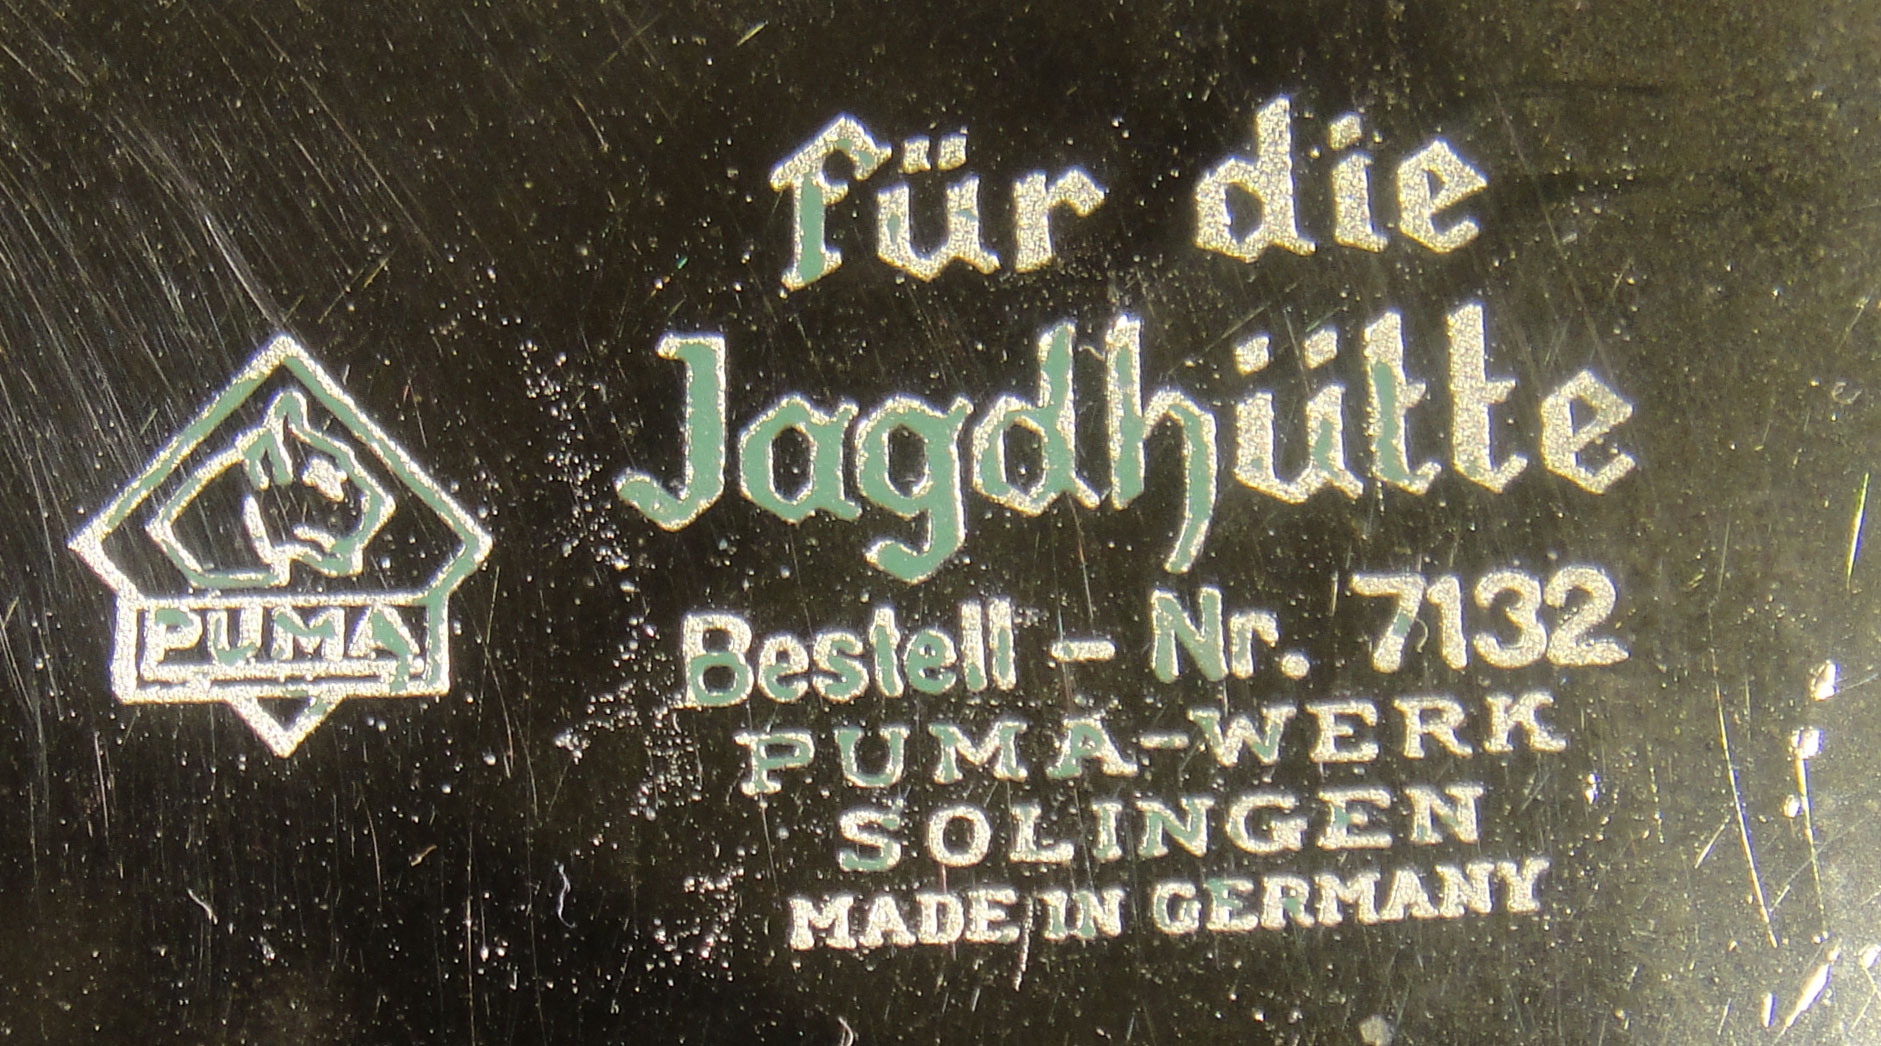 für die
Jagdhütte
Bestell - Nr. 7132
PUMA
PUMA-WERK
SOLINGEN
MADE IN GERMANY